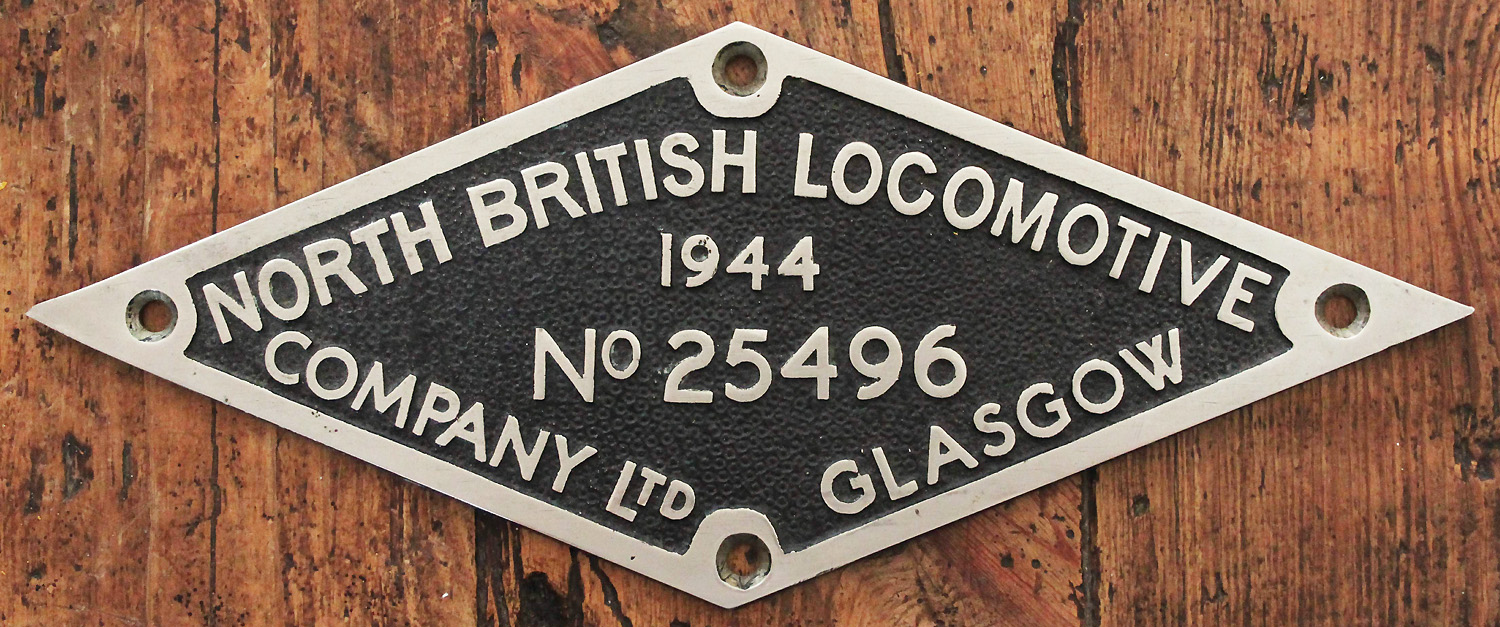 NORTH BRITISH LOCOMOTIVE
1944
No 25496
COMPANY LTD GLASGOW